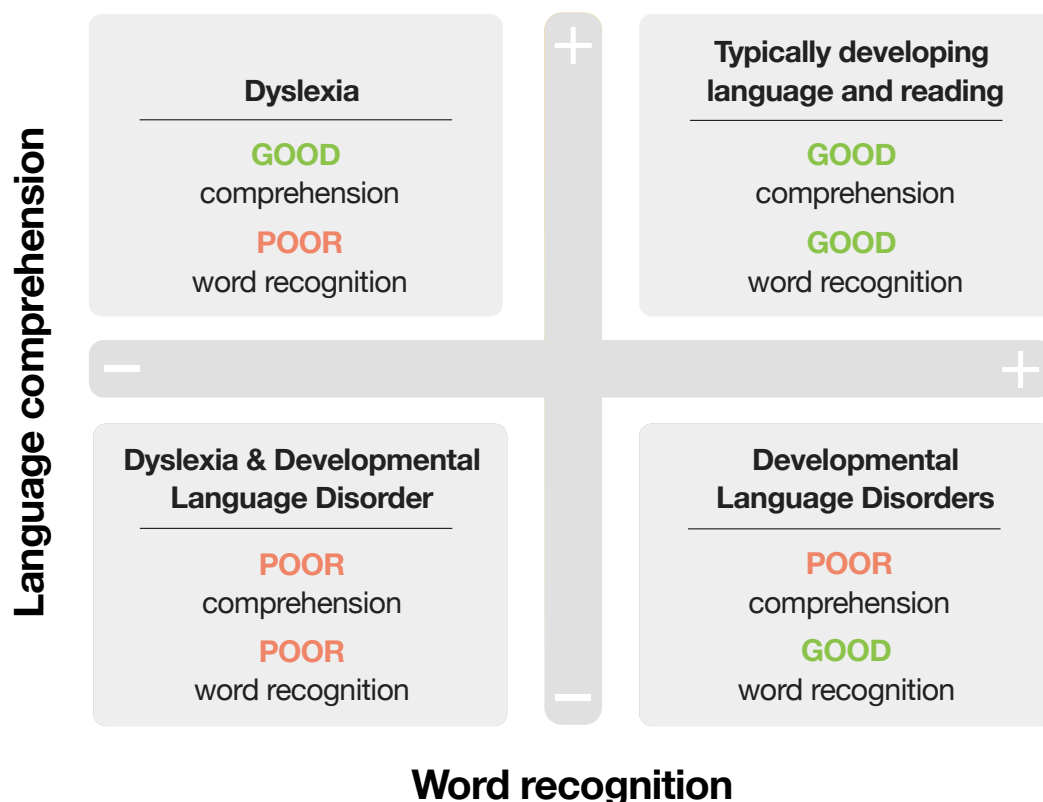 Language comprehension
+
Dyslexia
GOOD
comprehension
POOR
word recognition
Typically developing
language and reading
GOOD
comprehension
GOOD
word recognition
−
+
Dyslexia & Developmental
Language Disorder
POOR
comprehension
POOR
word recognition
Developmental
Language Disorders
POOR
comprehension
GOOD
word recognition
−
Word recognition